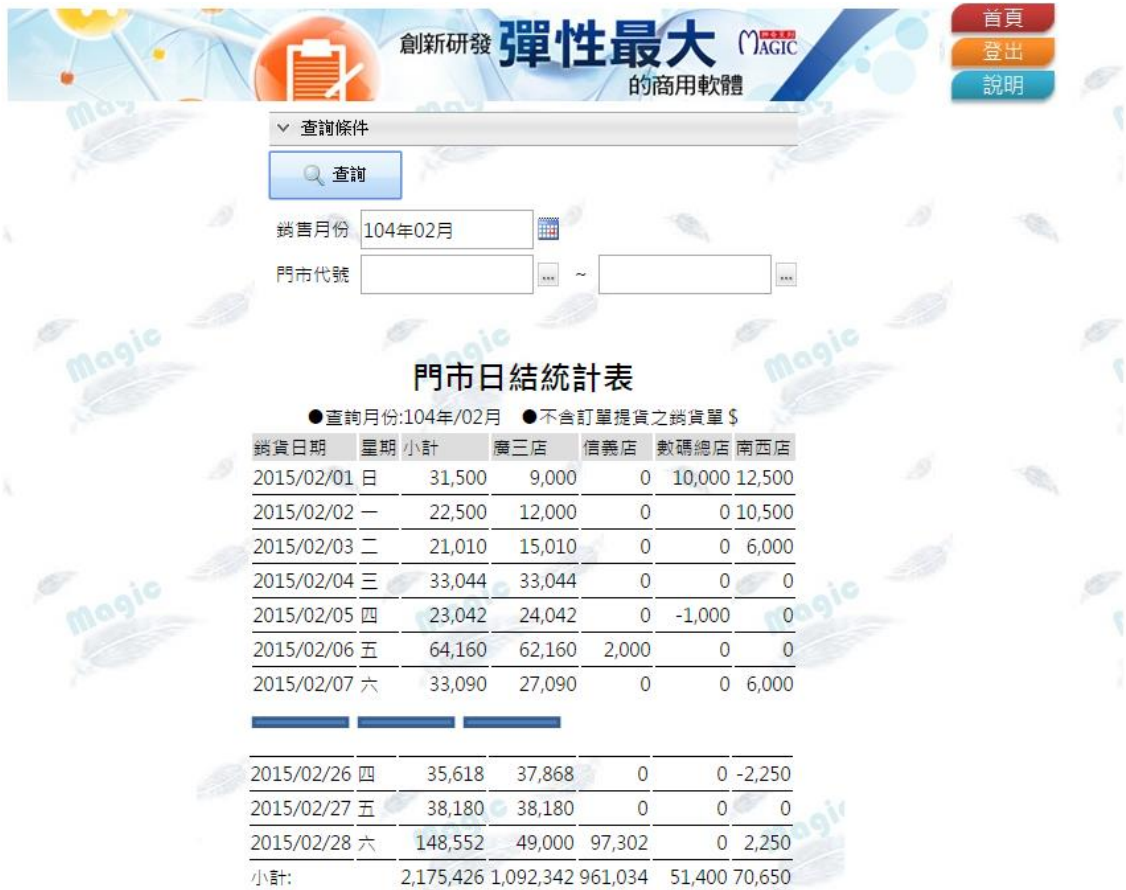 創新研發 彈性最大 MAGIC
的商用軟體
首頁
登出
說明
查詢條件
查詢
銷售月份 104年02月
門市代號 ... ~ ...
門市日結統計表
●查詢月份:104年/02月 ●不含訂單提貨之銷貨單 $
銷貨日期 星期 小計 廣三店 信義店 數碼總店 南西店
2015/02/01 日 31,500 9,000 0 10,000 12,500
2015/02/02 一 22,500 12,000 0 0 10,500
2015/02/03 二 21,010 15,010 0 0 6,000
2015/02/04 三 33,044 33,044 0 0 0
2015/02/05 四 23,042 24,042 0 -1,000 0
2015/02/06 五 64,160 62,160 2,000 0 0
2015/02/07 六 33,090 27,090 0 0 6,000
2015/02/26 四 35,618 37,868 0 0 -2,250
2015/02/27 五 38,180 38,180 0 0 0
2015/02/28 六 148,552 49,000 97,302 0 2,250
小計: 2,175,426 1,092,342 961,034 51,400 70,650